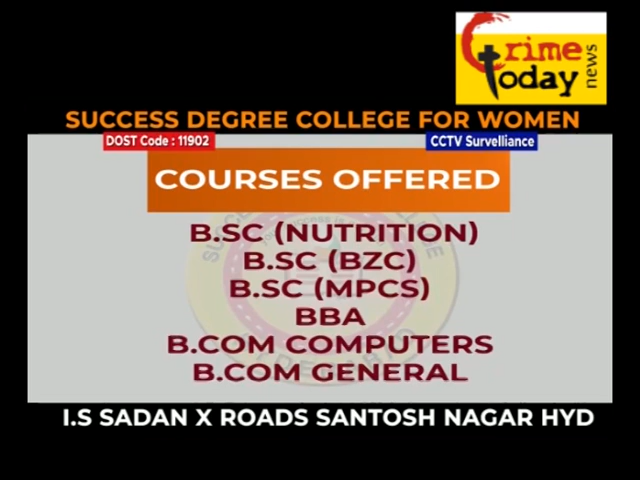 Crime
Today
news
SUCCESS DEGREE COLLEGE FOR WOMEN
DOST Code : 11902
CCTV Survelliance
COURSES OFFERED
B.SC (NUTRITION)
B.SC (BZC)
B.SC (MPCS)
BBA
B.COM COMPUTERS
B.COM GENERAL
I.S SADAN X ROADS SANTOSH NAGAR HYD